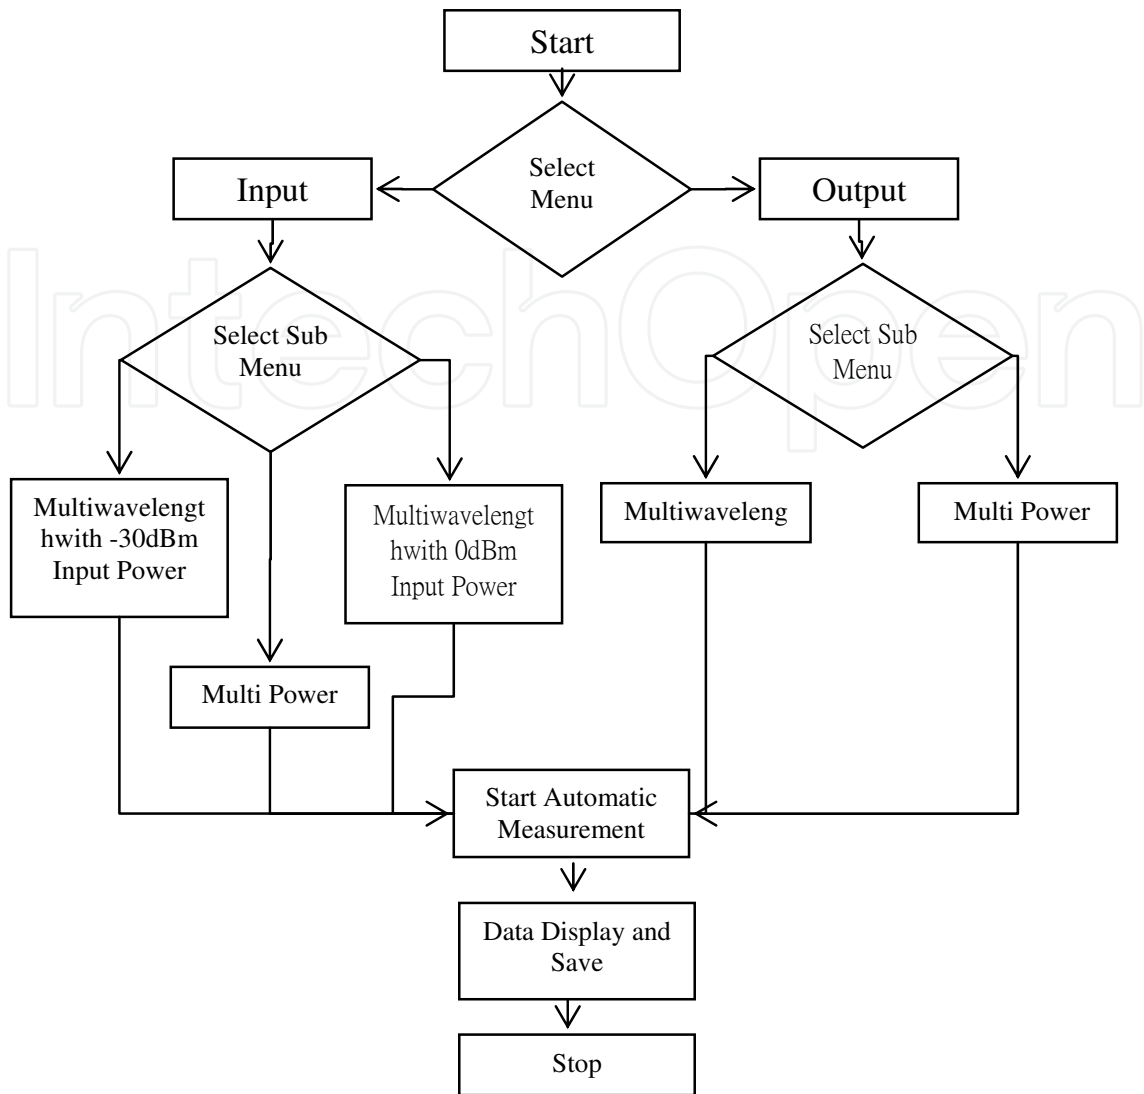 Start
Select
Menu
Input
Output
IntechOpen
Select Sub
Menu
Select Sub
Menu
Multiwavelengt
hwith -30dBm
Input Power
Multiwavelengt
hwith 0dBm
Input Power
Multiwaveleng
Multi Power
Multi Power
Start Automatic
Measurement
Data Display and
Save
Stop